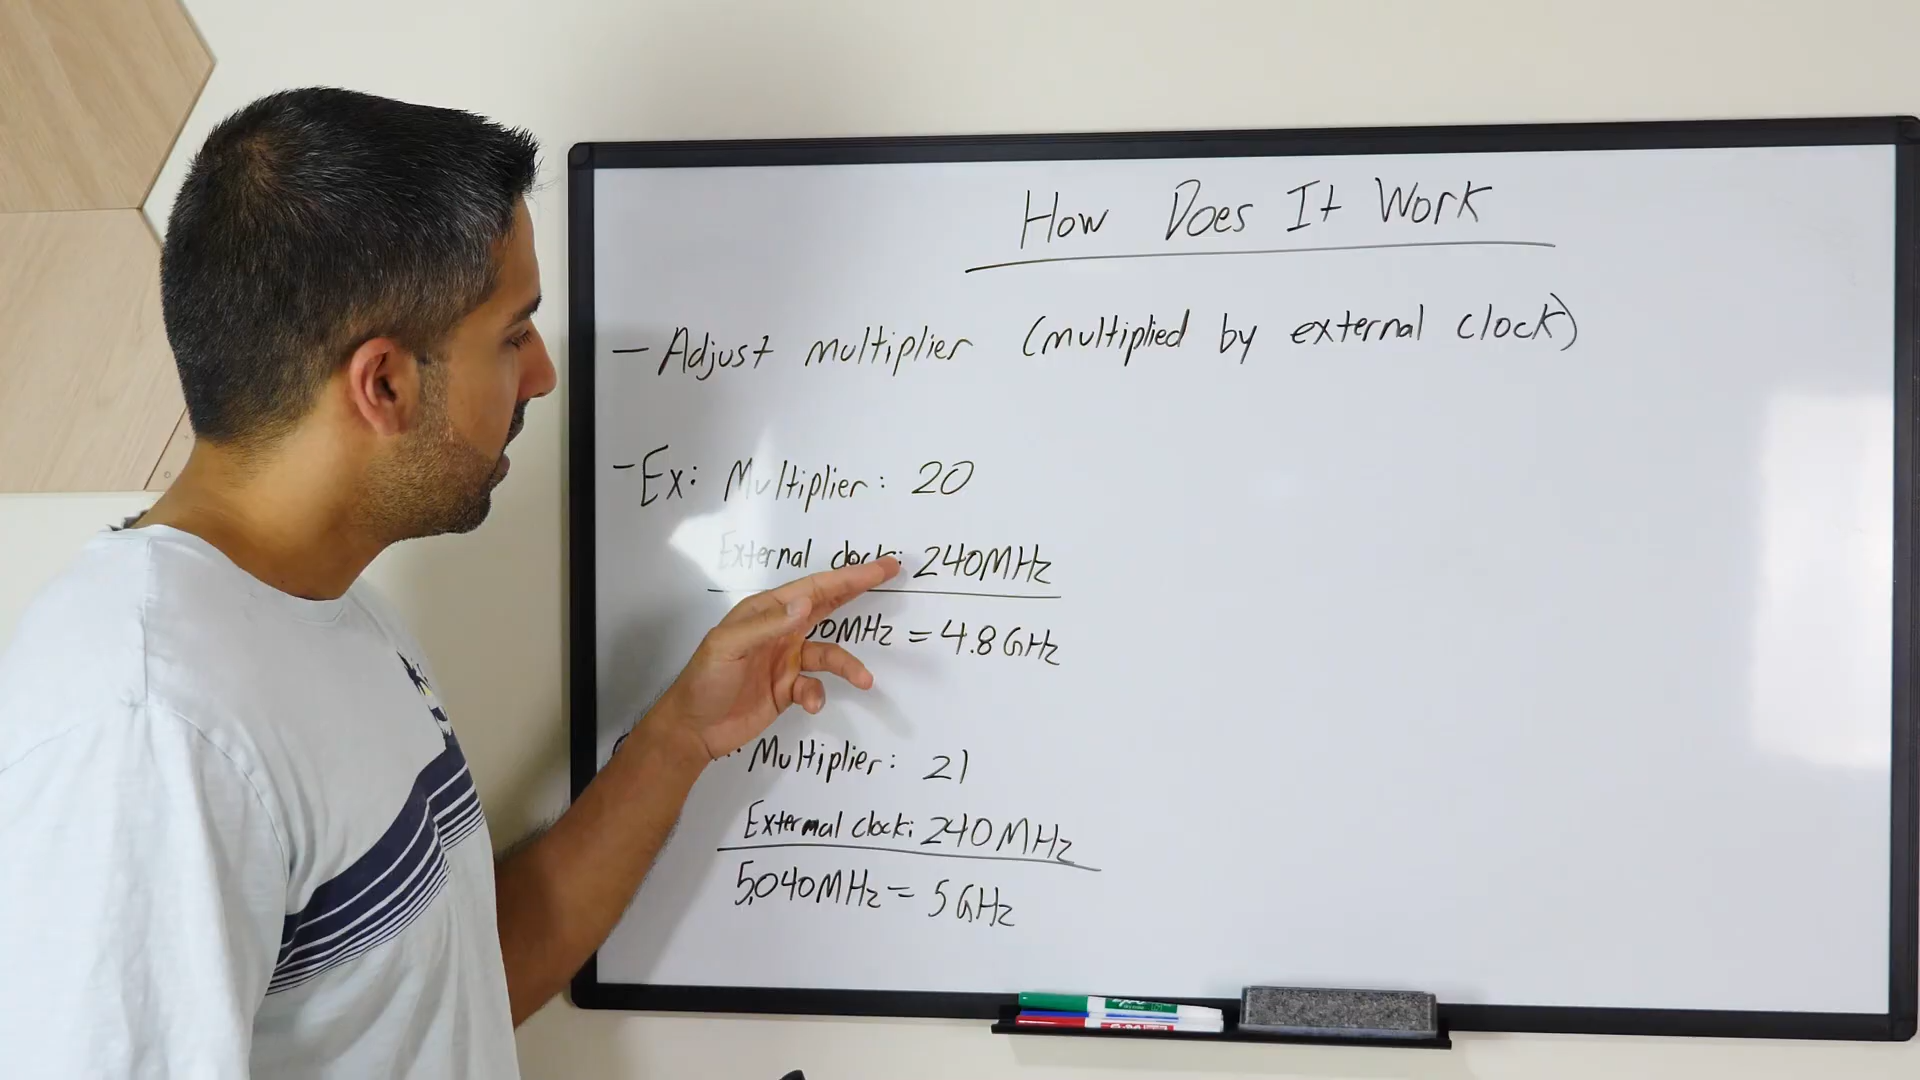 How Does It Work
- Adjust multiplier (multiplied by external clock)
- Ex: Multiplier: 20
External clock: 240MHz
00MHz = 4.8 GHz
Multiplier: 21
External clock: 240 MHz
5,040MHz = 5 GHz